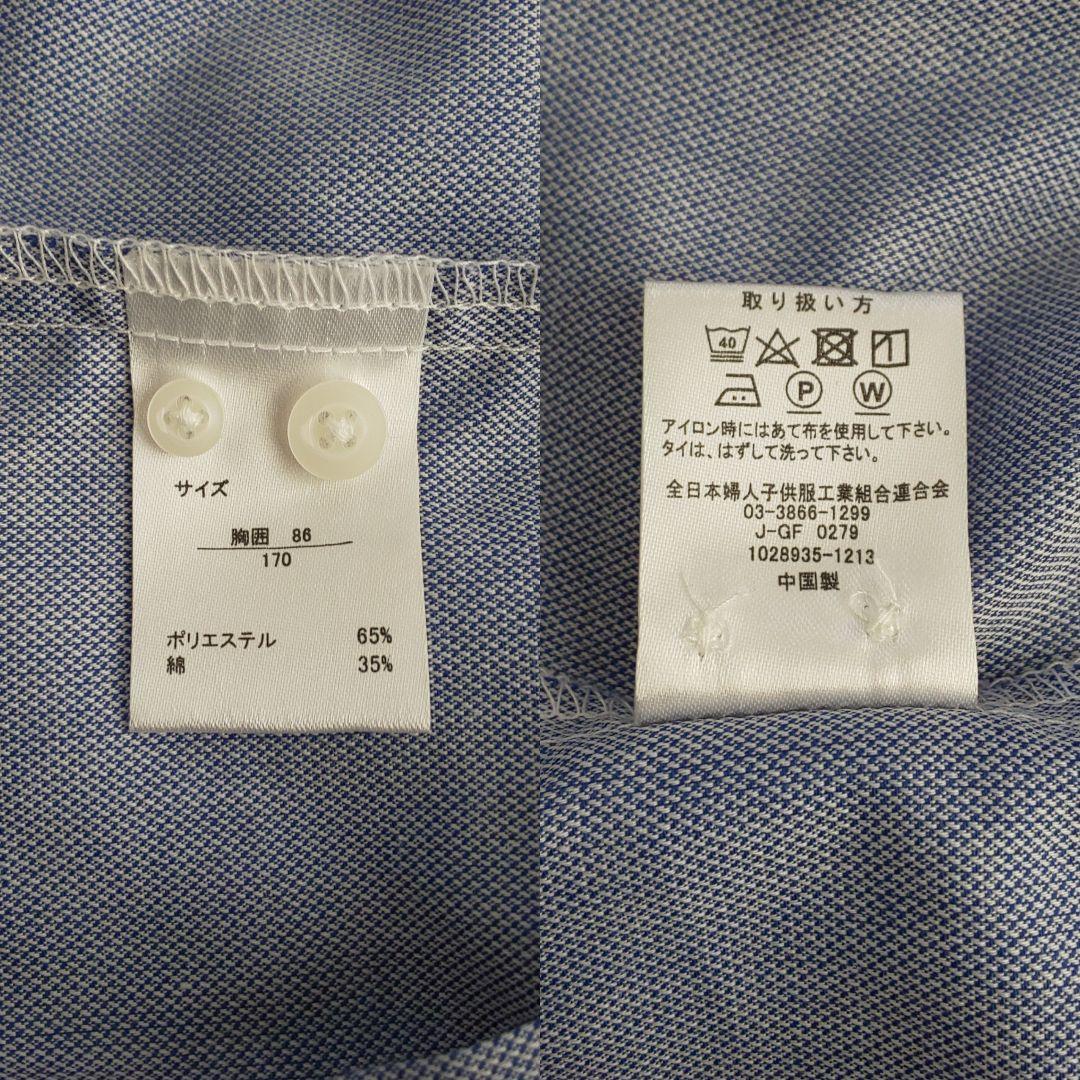 サイズ
胸囲 86
170
ポリエステル 65%
綿 35%
取り扱い方
40
P W
アイロン時にはあて布を使用して下さい。
タイは、はずして洗って下さい。
全日本婦人子供服工業組合連合会
03-3866-1299
J-GF 0279
1028935-1213
中国製